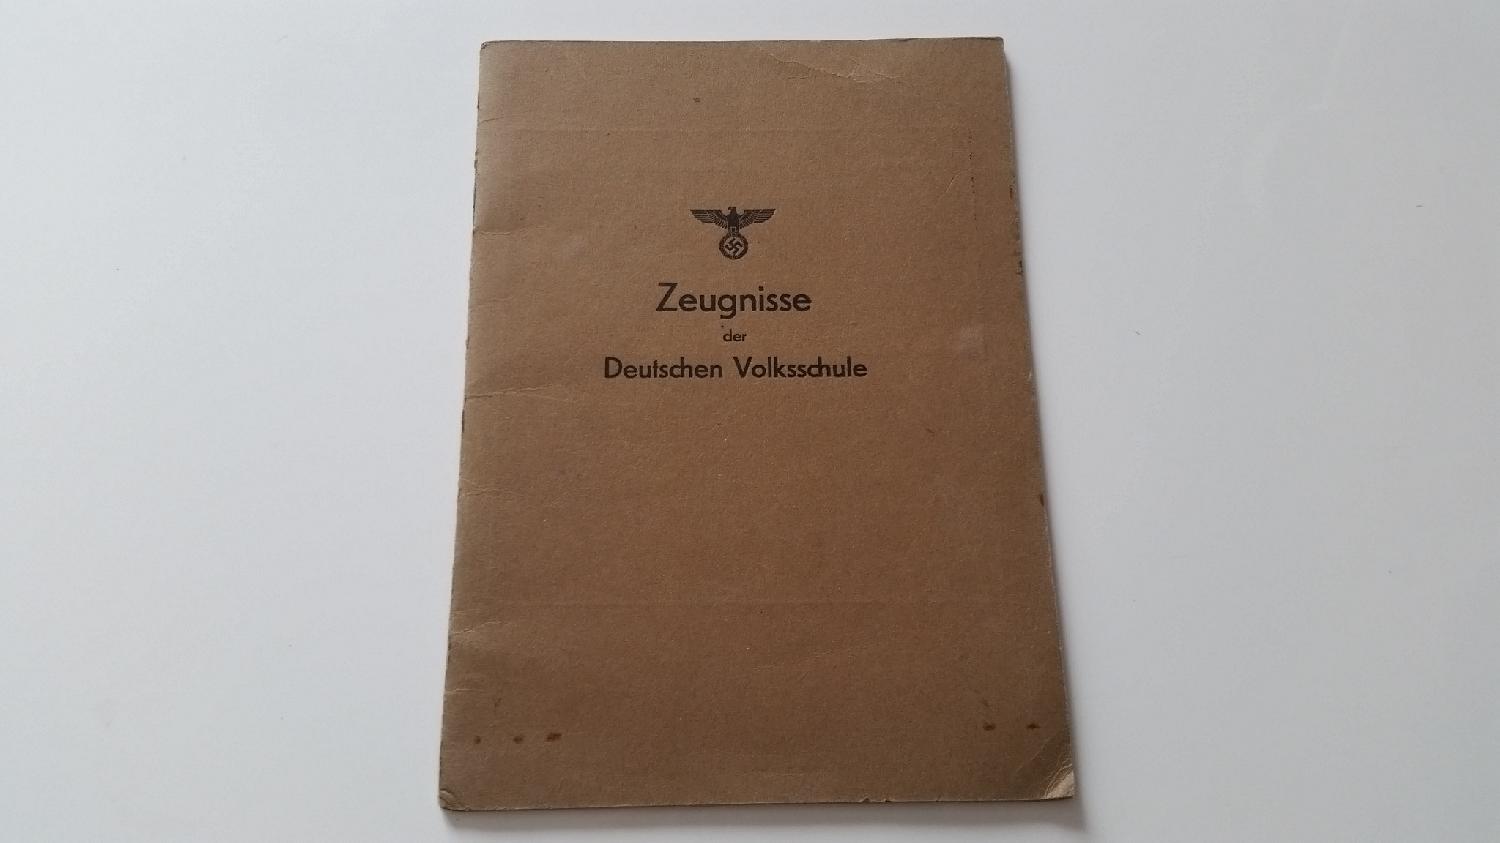 Zeugnisse
der
Deutschen Volksschule